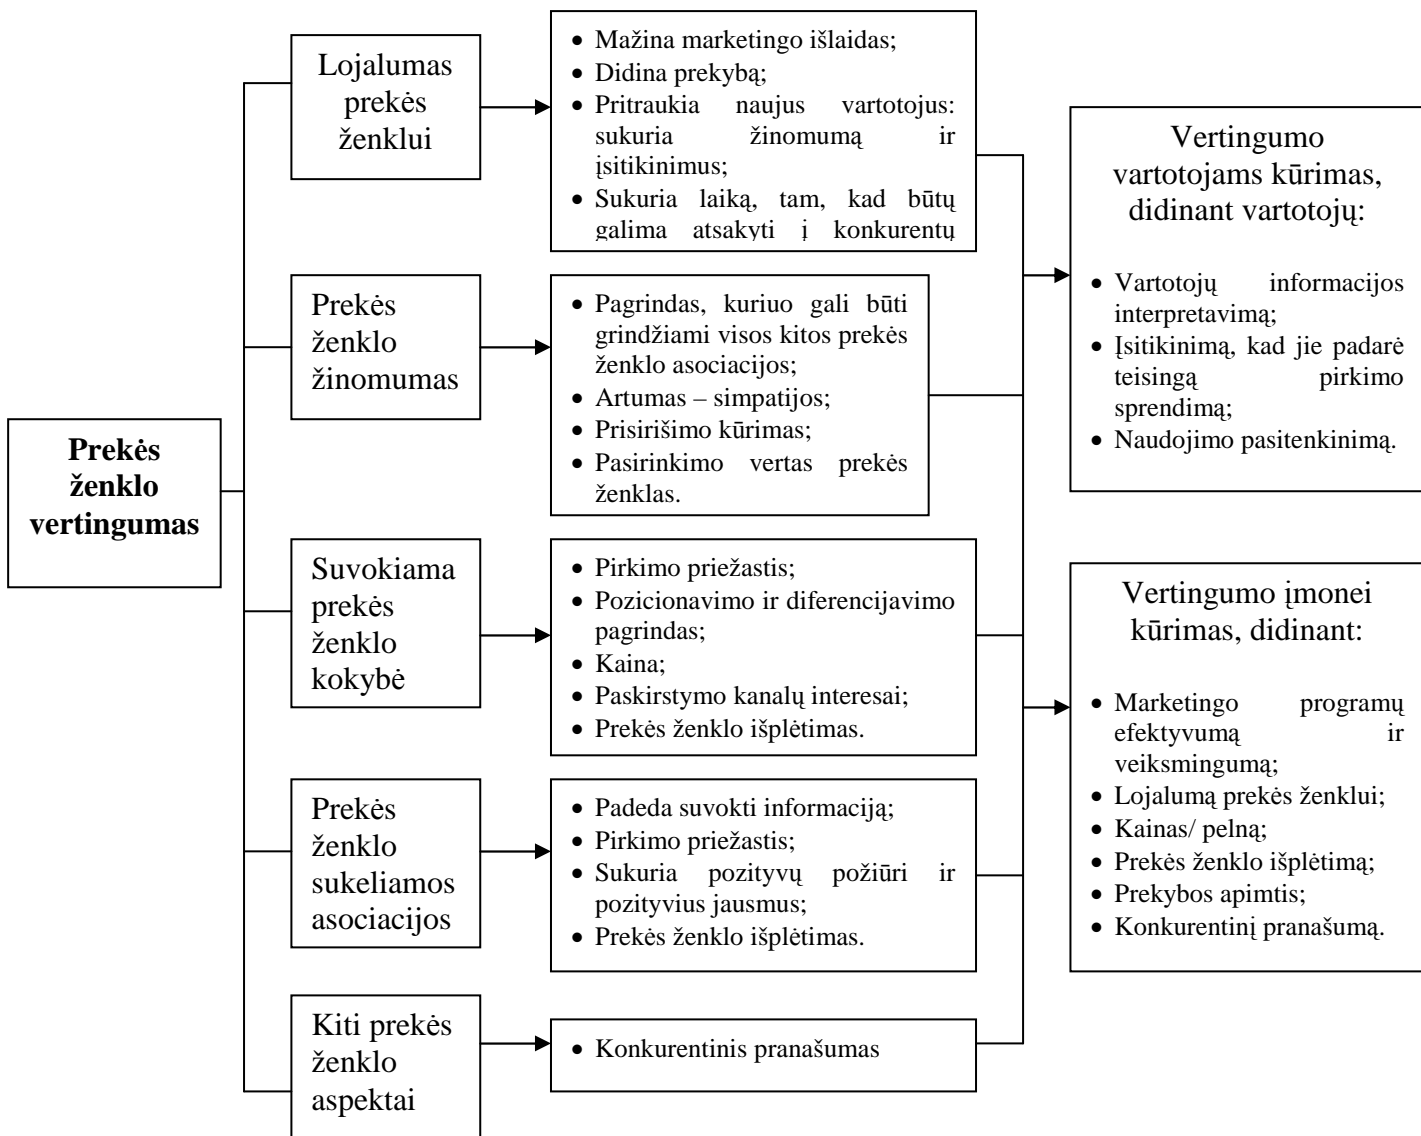 Prekės
ženklo
vertingumas
Lojalumas
prekės
ženklui
• Mažina marketingo išlaidas;
• Didina prekybą;
• Pritraukia naujus vartotojus:
sukuria žinomumą ir
įsitikinimus;
• Sukuria laiką, tam, kad būtų
galima atsakyti į konkurentų
Prekės
ženklo
žinomumas
• Pagrindas, kuriuo gali būti
grindžiami visos kitos prekės
ženklo asociacijos;
• Artumas – simpatijos;
• Prisirišimo kūrimas;
• Pasirinkimo vertas prekės
ženklas.
Suvokiama
prekės
ženklo
kokybė
• Pirkimo priežastis;
• Pozicionavimo ir diferencijavimo
pagrindas;
• Kaina;
• Paskirstymo kanalų interesai;
• Prekės ženklo išplėtimas.
Prekės
ženklo
sukeliamos
asociacijos
• Padeda suvokti informaciją;
• Pirkimo priežastis;
• Sukuria pozityvų požiūri ir
pozityvius jausmus;
• Prekės ženklo išplėtimas.
Kiti prekės
ženklo
aspektai
• Konkurentinis pranašumas
Vertingumo
vartotojams kūrimas,
didinant vartotojų:
• Vartotojų informacijos
interpretavimą;
• Įsitikinimą, kad jie padarė
teisingą pirkimo
sprendimą;
• Naudojimo pasitenkinimą.
Vertingumo įmonei
kūrimas, didinant:
• Marketingo programų
efektyvumą ir
veiksmingumą;
• Lojalumą prekės ženklui;
• Kainas/ pelną;
• Prekės ženklo išplėtimą;
• Prekybos apimtis;
• Konkurentinį pranašumą.